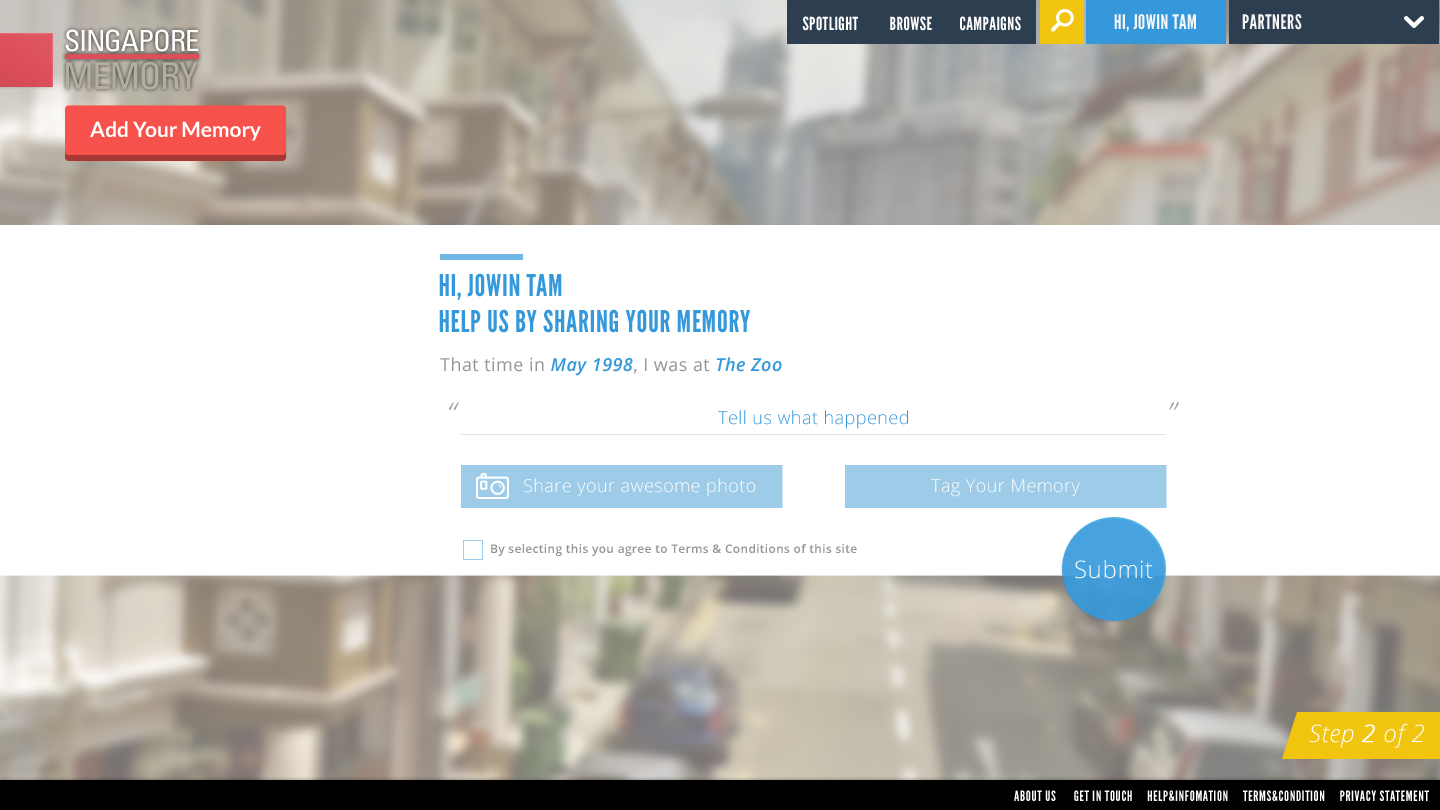 SPOTLIGHT BROWSE CAMPAIGNS HI, JOWIN TAM PARTNERS
SINGAPORE
MEMORY
Add Your Memory
HI, JOWIN TAM
HELP US BY SHARING YOUR MEMORY
That time in May 1998, I was at The Zoo
“ Tell us what happened ”
Share your awesome photo
Tag Your Memory
By selecting this you agree to Terms & Conditions of this site
Submit
Step 2 of 2
ABOUT US GET IN TOUCH HELP&INFOMATION TERMS&CONDITION PRIVACY STATEMENT